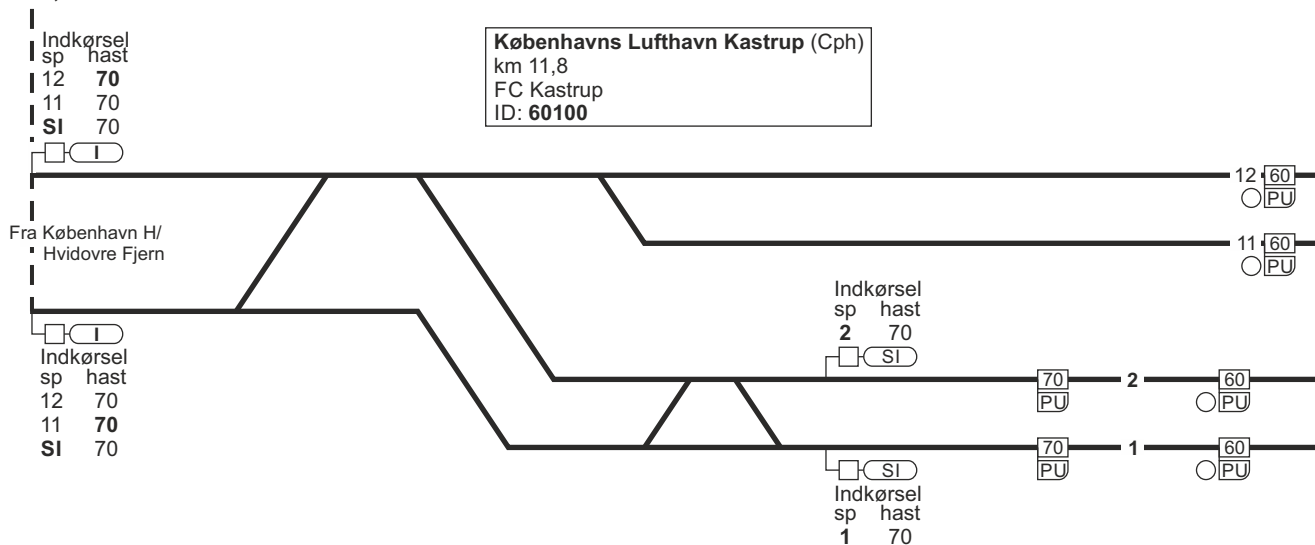 Indkørsel
sp hast
12 70
11 70
SI 70
I
Københavns Lufthavn Kastrup (Cph)
km 11,8
FC Kastrup
ID: 60100
12 60
PU
Fra København H/
Hvidovre Fjern
11 60
PU
I
Indkørsel
sp hast
12 70
11 70
SI 70
Indkørsel
sp hast
2 70
SI
70 2 60
PU PU
70 1 60
PU PU
SI
Indkørsel
sp hast
1 70